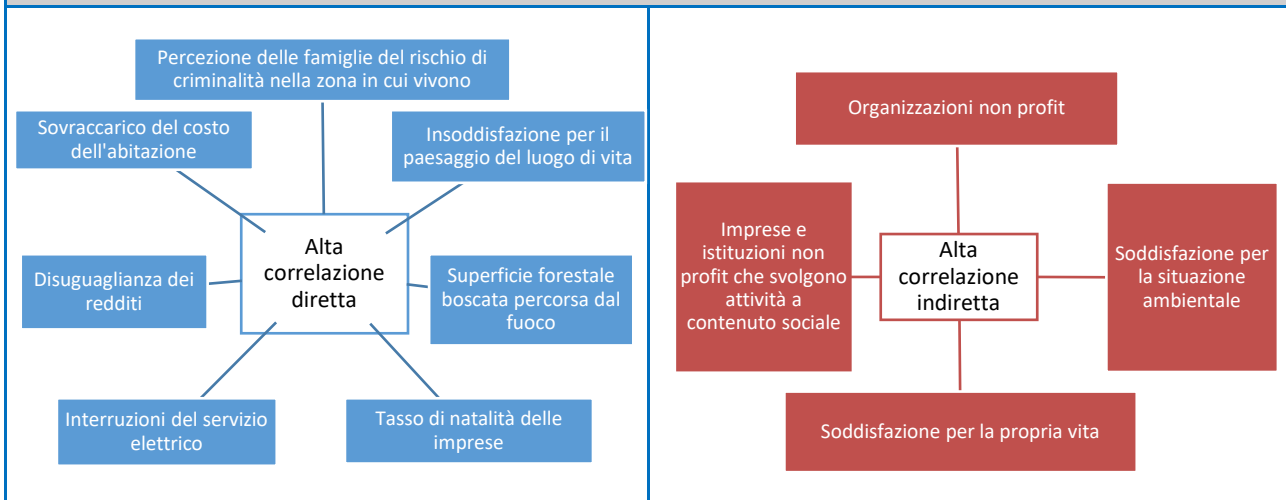 Percezione delle famiglie del rischio di
criminalità nella zona in cui vivono
Sovraccarico del costo
dell'abitazione
Insoddisfazione per il
paesaggio del luogo di vita
Alta
correlazione
diretta
Disuguaglianza dei
redditi
Superficie forestale
boscata percorsa dal
fuoco
Interruzioni del servizio
elettrico
Tasso di natalità delle
imprese
Organizzazioni non profit
Imprese e
istituzioni non
profit che svolgono
attività a
contenuto sociale
Alta
correlazione
indiretta
Soddisfazione per
la situazione
ambientale
Soddisfazione per la propria vita